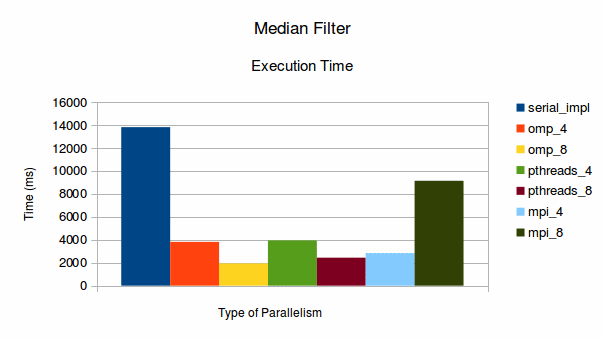 Median Filter
Execution Time
16000
14000
12000
10000
8000
6000
4000
2000
0
Time (ms)
Type of Parallelism
serial_impl
omp_4
omp_8
pthreads_4
pthreads_8
mpi_4
mpi_8